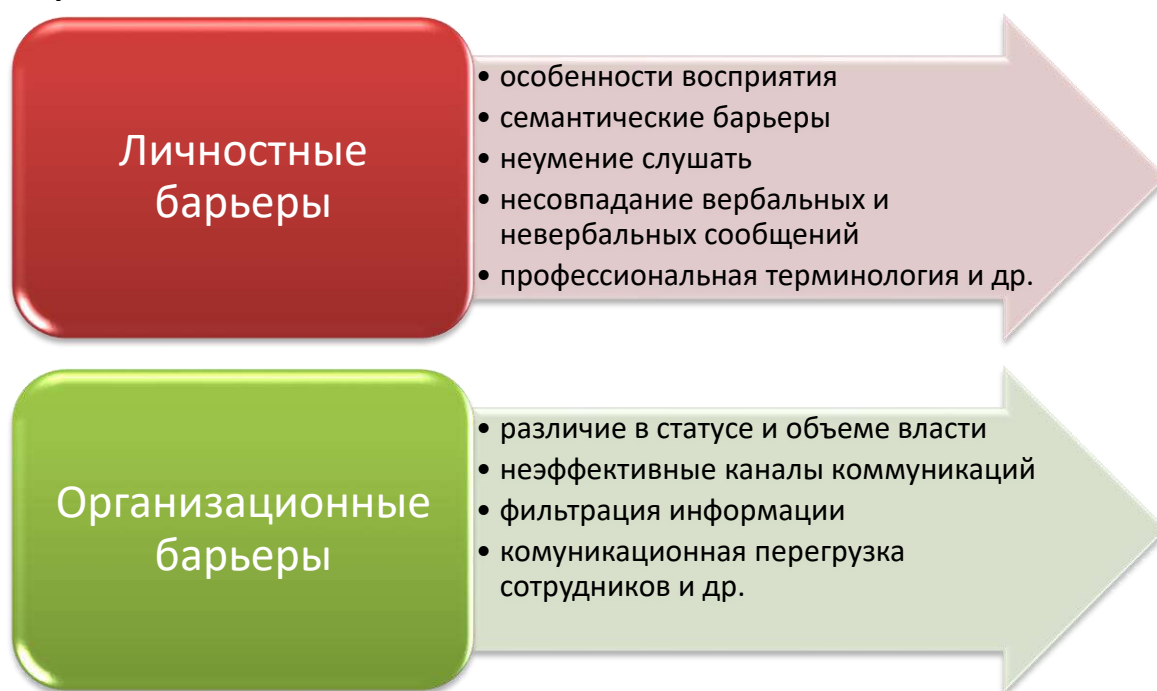 Личностные
барьеры
• особенности восприятия
• семантические барьеры
• неумение слушать
• несовпадание вербальных и
невербальных сообщений
• профессиональная терминология и др.
Организационные
барьеры
• различие в статусе и объеме власти
• неэффективные каналы коммуникаций
• фильтрация информации
• комуникационная перегрузка
сотрудников и др.